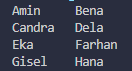 Amin Bena
Candra Dela
Eka Farhan
Gisel Hana